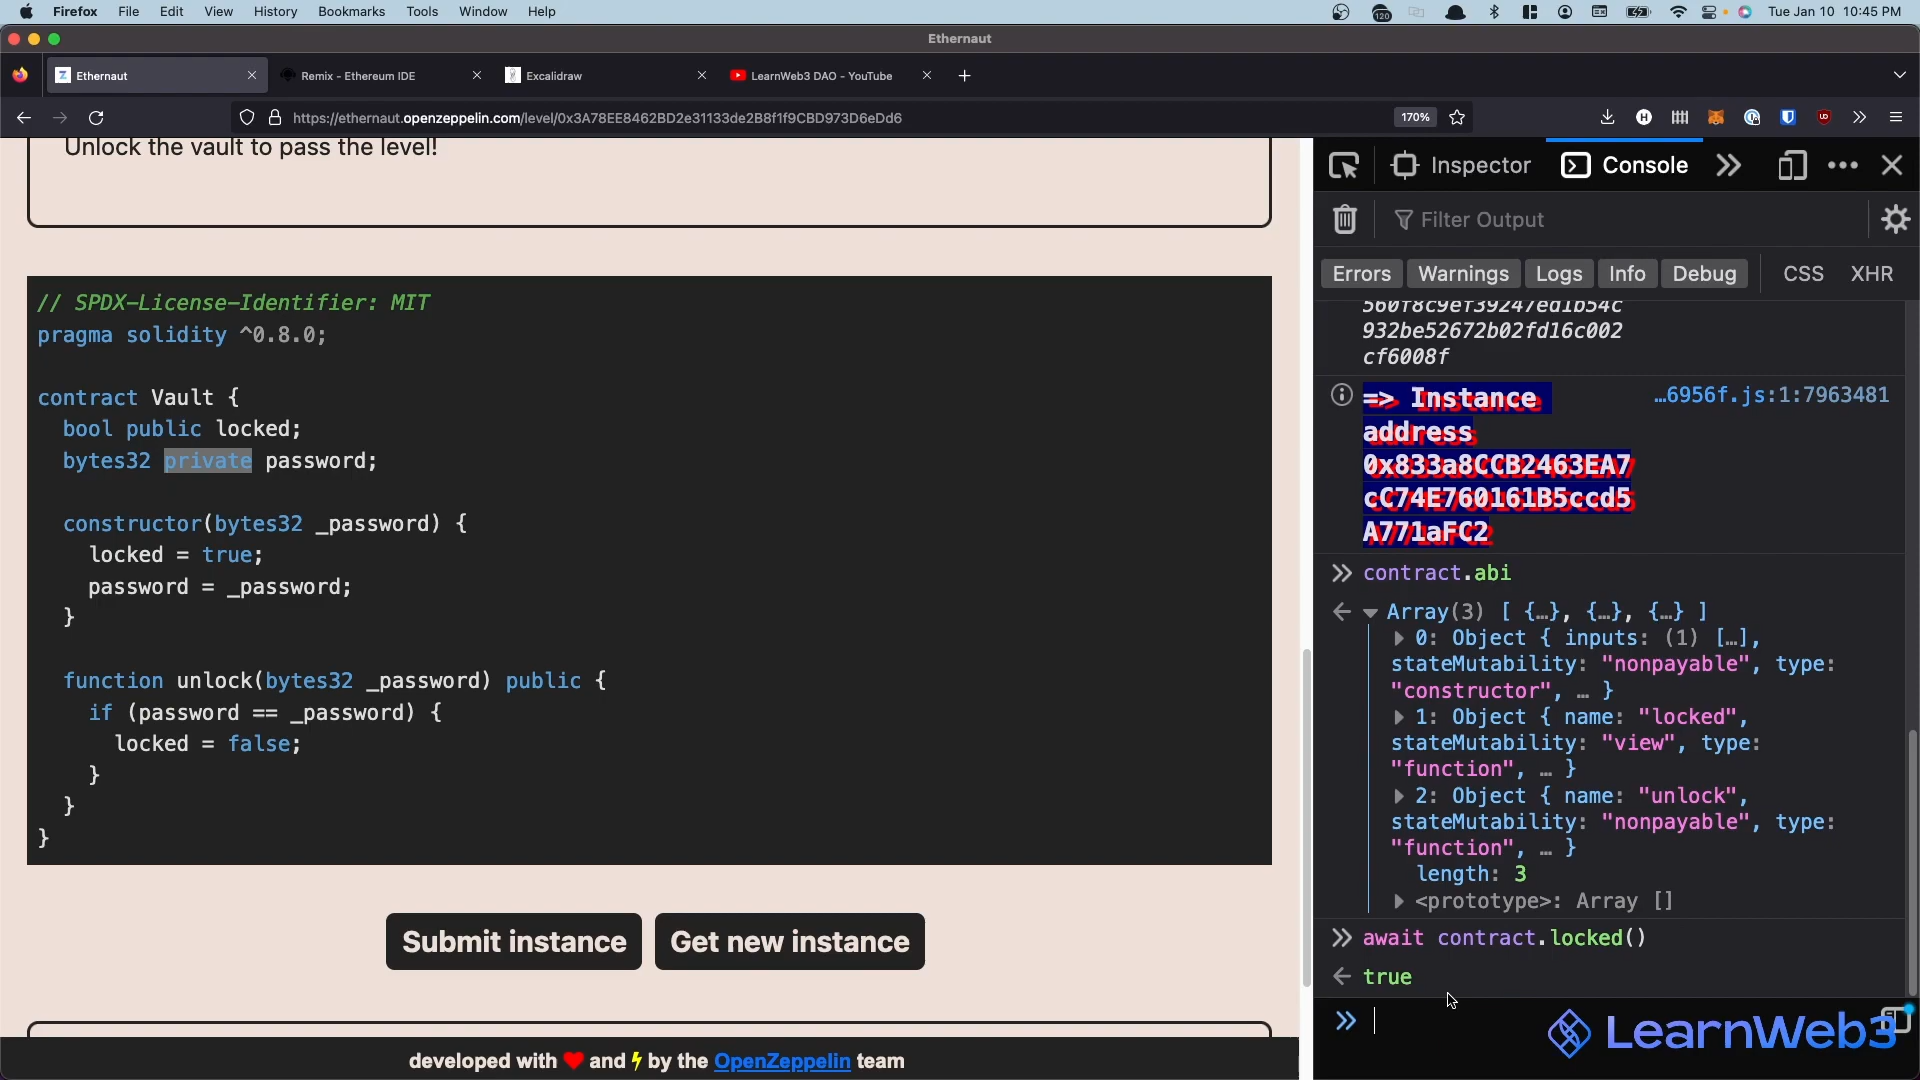 Firefox File Edit View History Bookmarks Tools Window Help
120
Tue Jan 10 10:45 PM
Ethernaut
Ethernaut
Remix - Ethereum IDE
Excalidraw
LearnWeb3 DAO - YouTube
https://ethernaut.openzeppelin.com/level/0x3A78EE8462BD2e31133de2B8f1f9CBD973D6eDd6
170%
Unlock the vault to pass the level!
// SPDX-License-Identifier: MIT
pragma solidity ^0.8.0;
contract Vault {
bool public locked;
bytes32 private password;
constructor(bytes32 _password) {
locked = true;
password = _password;
}
function unlock(bytes32 _password) public {
if (password == _password) {
locked = false;
}
}
}
Submit instance
Get new instance
developed with ❤ and ⚡ by the OpenZeppelin team
Inspector
Console
Filter Output
Errors Warnings Logs Info Debug CSS XHR
560f8c9ef39247ed1b54c
932be52672b02fd16c002
cf6008f
=> Instance …6956f.js:1:7963481
address
0x833a8CCB2463EA7
cC74E760161B5ccd5
A771aFC2
contract.abi
Array(3) [ {…}, {…}, {…} ]
0: Object { inputs: (1) […],
stateMutability: "nonpayable", type:
"constructor", … }
1: Object { name: "locked",
stateMutability: "view", type:
"function", … }
2: Object { name: "unlock",
stateMutability: "nonpayable", type:
"function", … }
length: 3
<prototype>: Array []
await contract.locked()
true
LearnWeb3